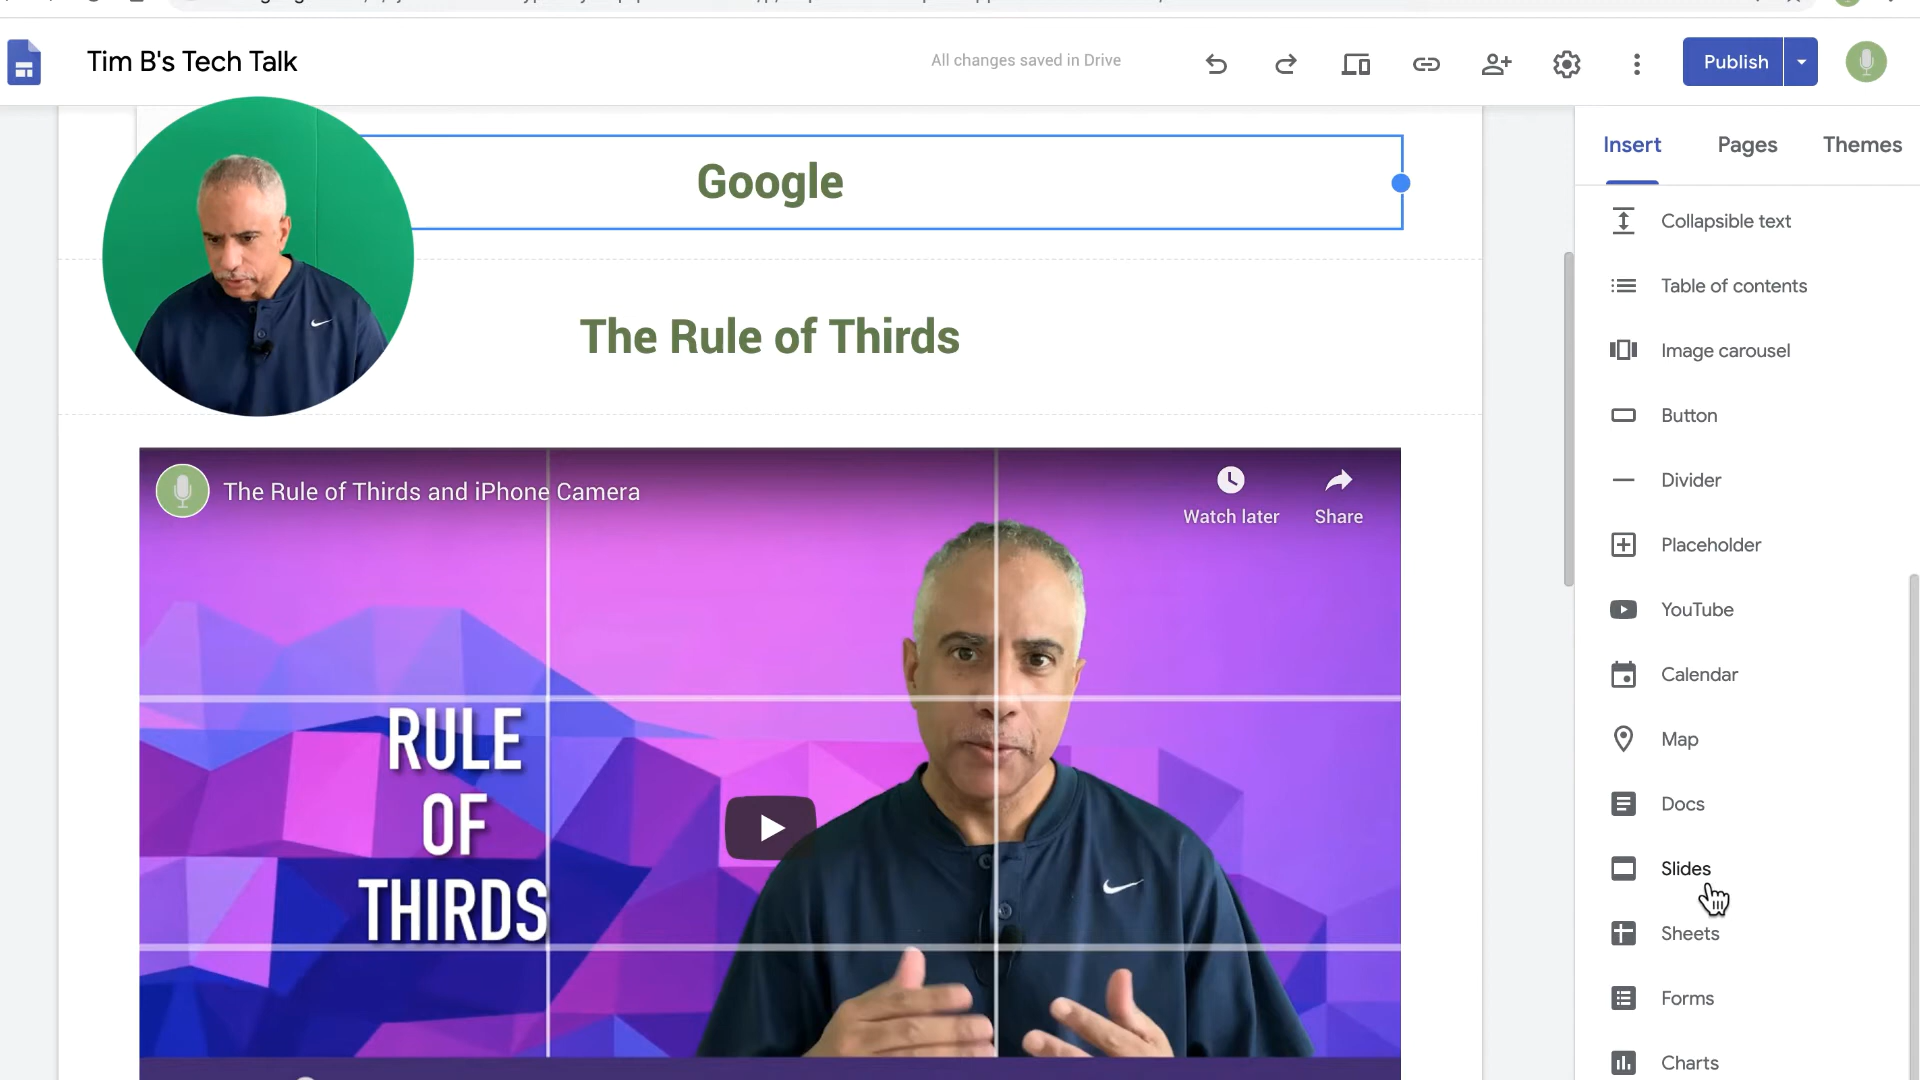 Tim B's Tech Talk
All changes saved in Drive
Publish
Insert
Pages
Themes
Google
Collapsible text
The Rule of Thirds
Table of contents
Image carousel
Button
Divider
Placeholder
YouTube
Calendar
Map
Docs
Slides
Sheets
Forms
Charts
The Rule of Thirds and iPhone Camera
Watch later
Share
RULE
OF
THIRDS